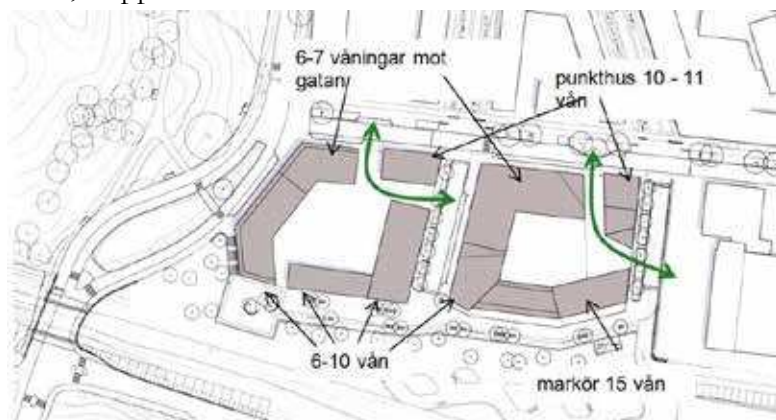 6-7 våningar mot
gatan
punkthus 10 - 11
vån
6-10 vån
markör 15 vån